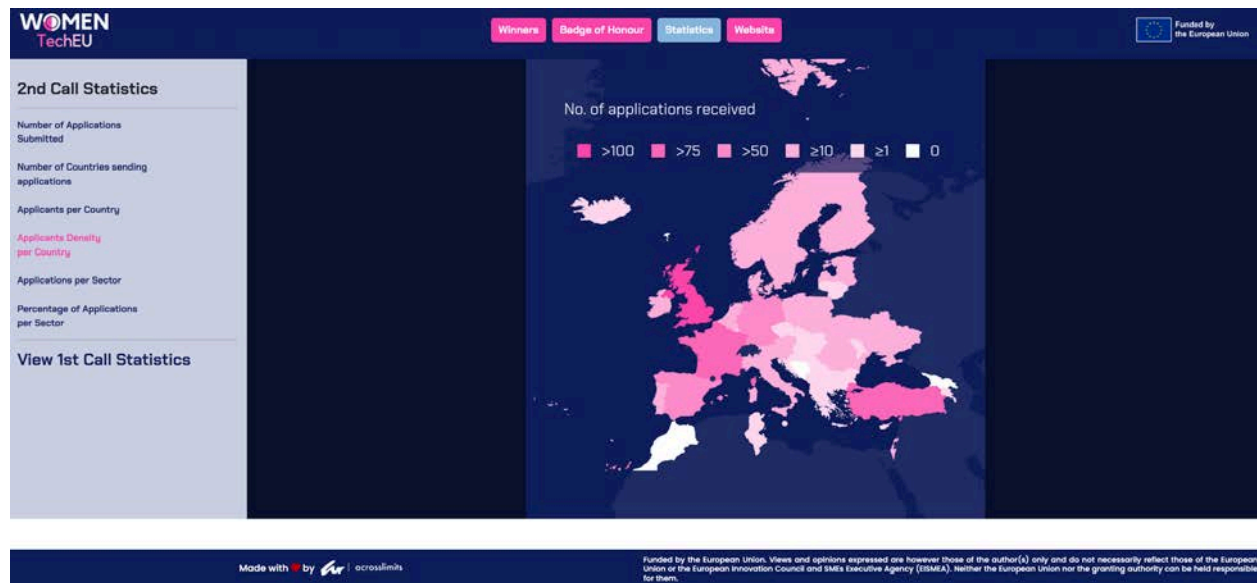 WOMEN
TechEU
Winners
Badge of Honour
Statistics
Website
Funded by
the European Union
2nd Call Statistics
Number of Applications
Submitted
Number of Countries sending
applications
Applicants per Country
Applicants Density
per Country
Applications per Sector
Percentage of Applications
per Sector
View 1st Call Statistics
No. of applications received
>100 >75 >50 ≥10 ≥1 0
Made with by acrosslimits
Funded by the European Union. Views and opinions expressed are however those of the author(s) only and do not necessarily reflect those of the European
Union or the European Innovation Council and SMEs Executive Agency (EISMEA). Neither the European Union nor the granting authority can be held responsible
for them.